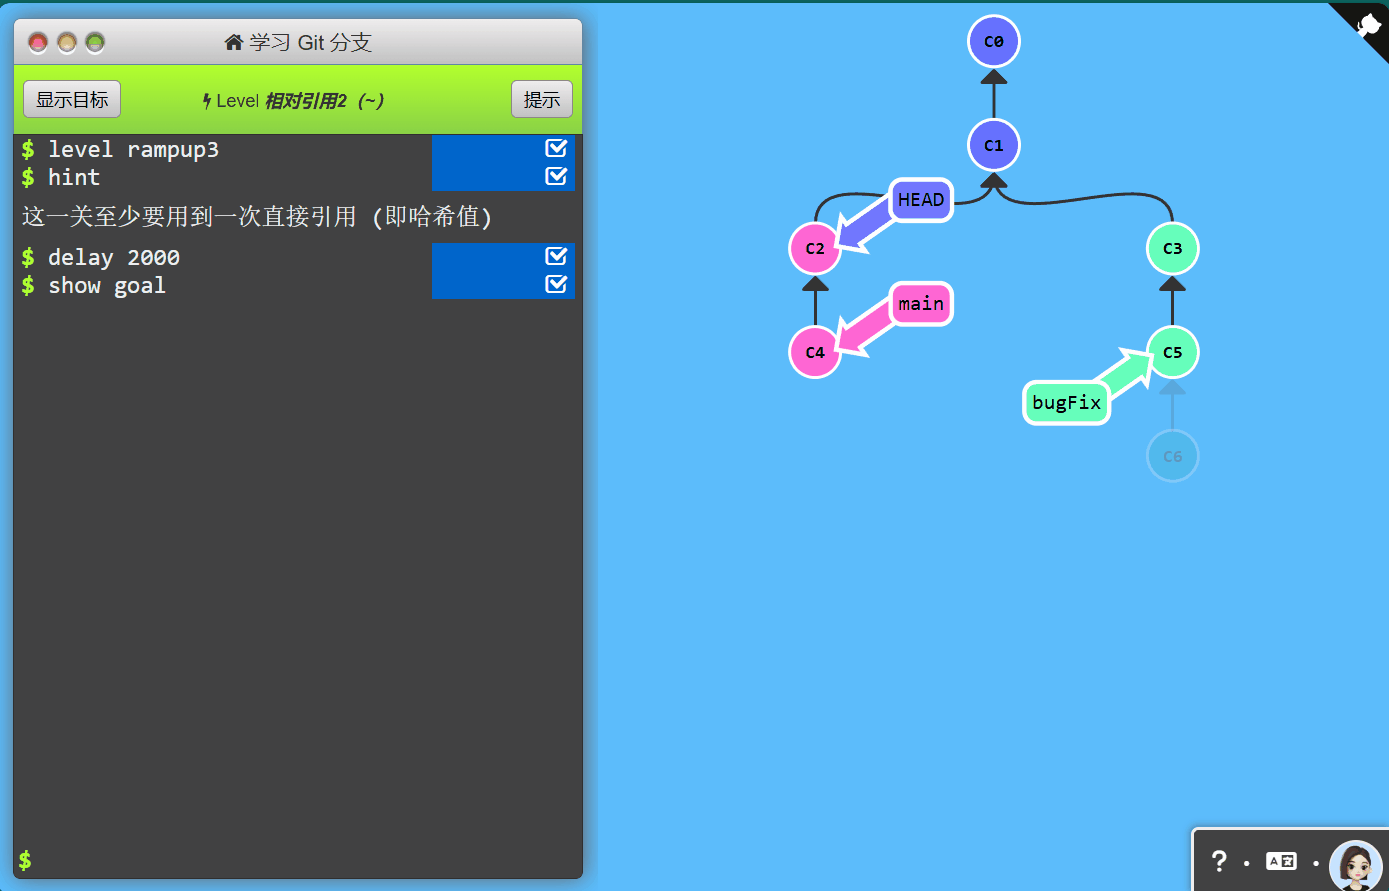 学习 Git 分支
显示目标
Level 相对引用2（~）
提示
$ level rampup3
$ hint
这一关至少要用到一次直接引用 (即哈希值)
$ delay 2000
$ show goal
$
C0
C1
HEAD
C2
C3
main
C4
C5
bugFix
C6
?
A